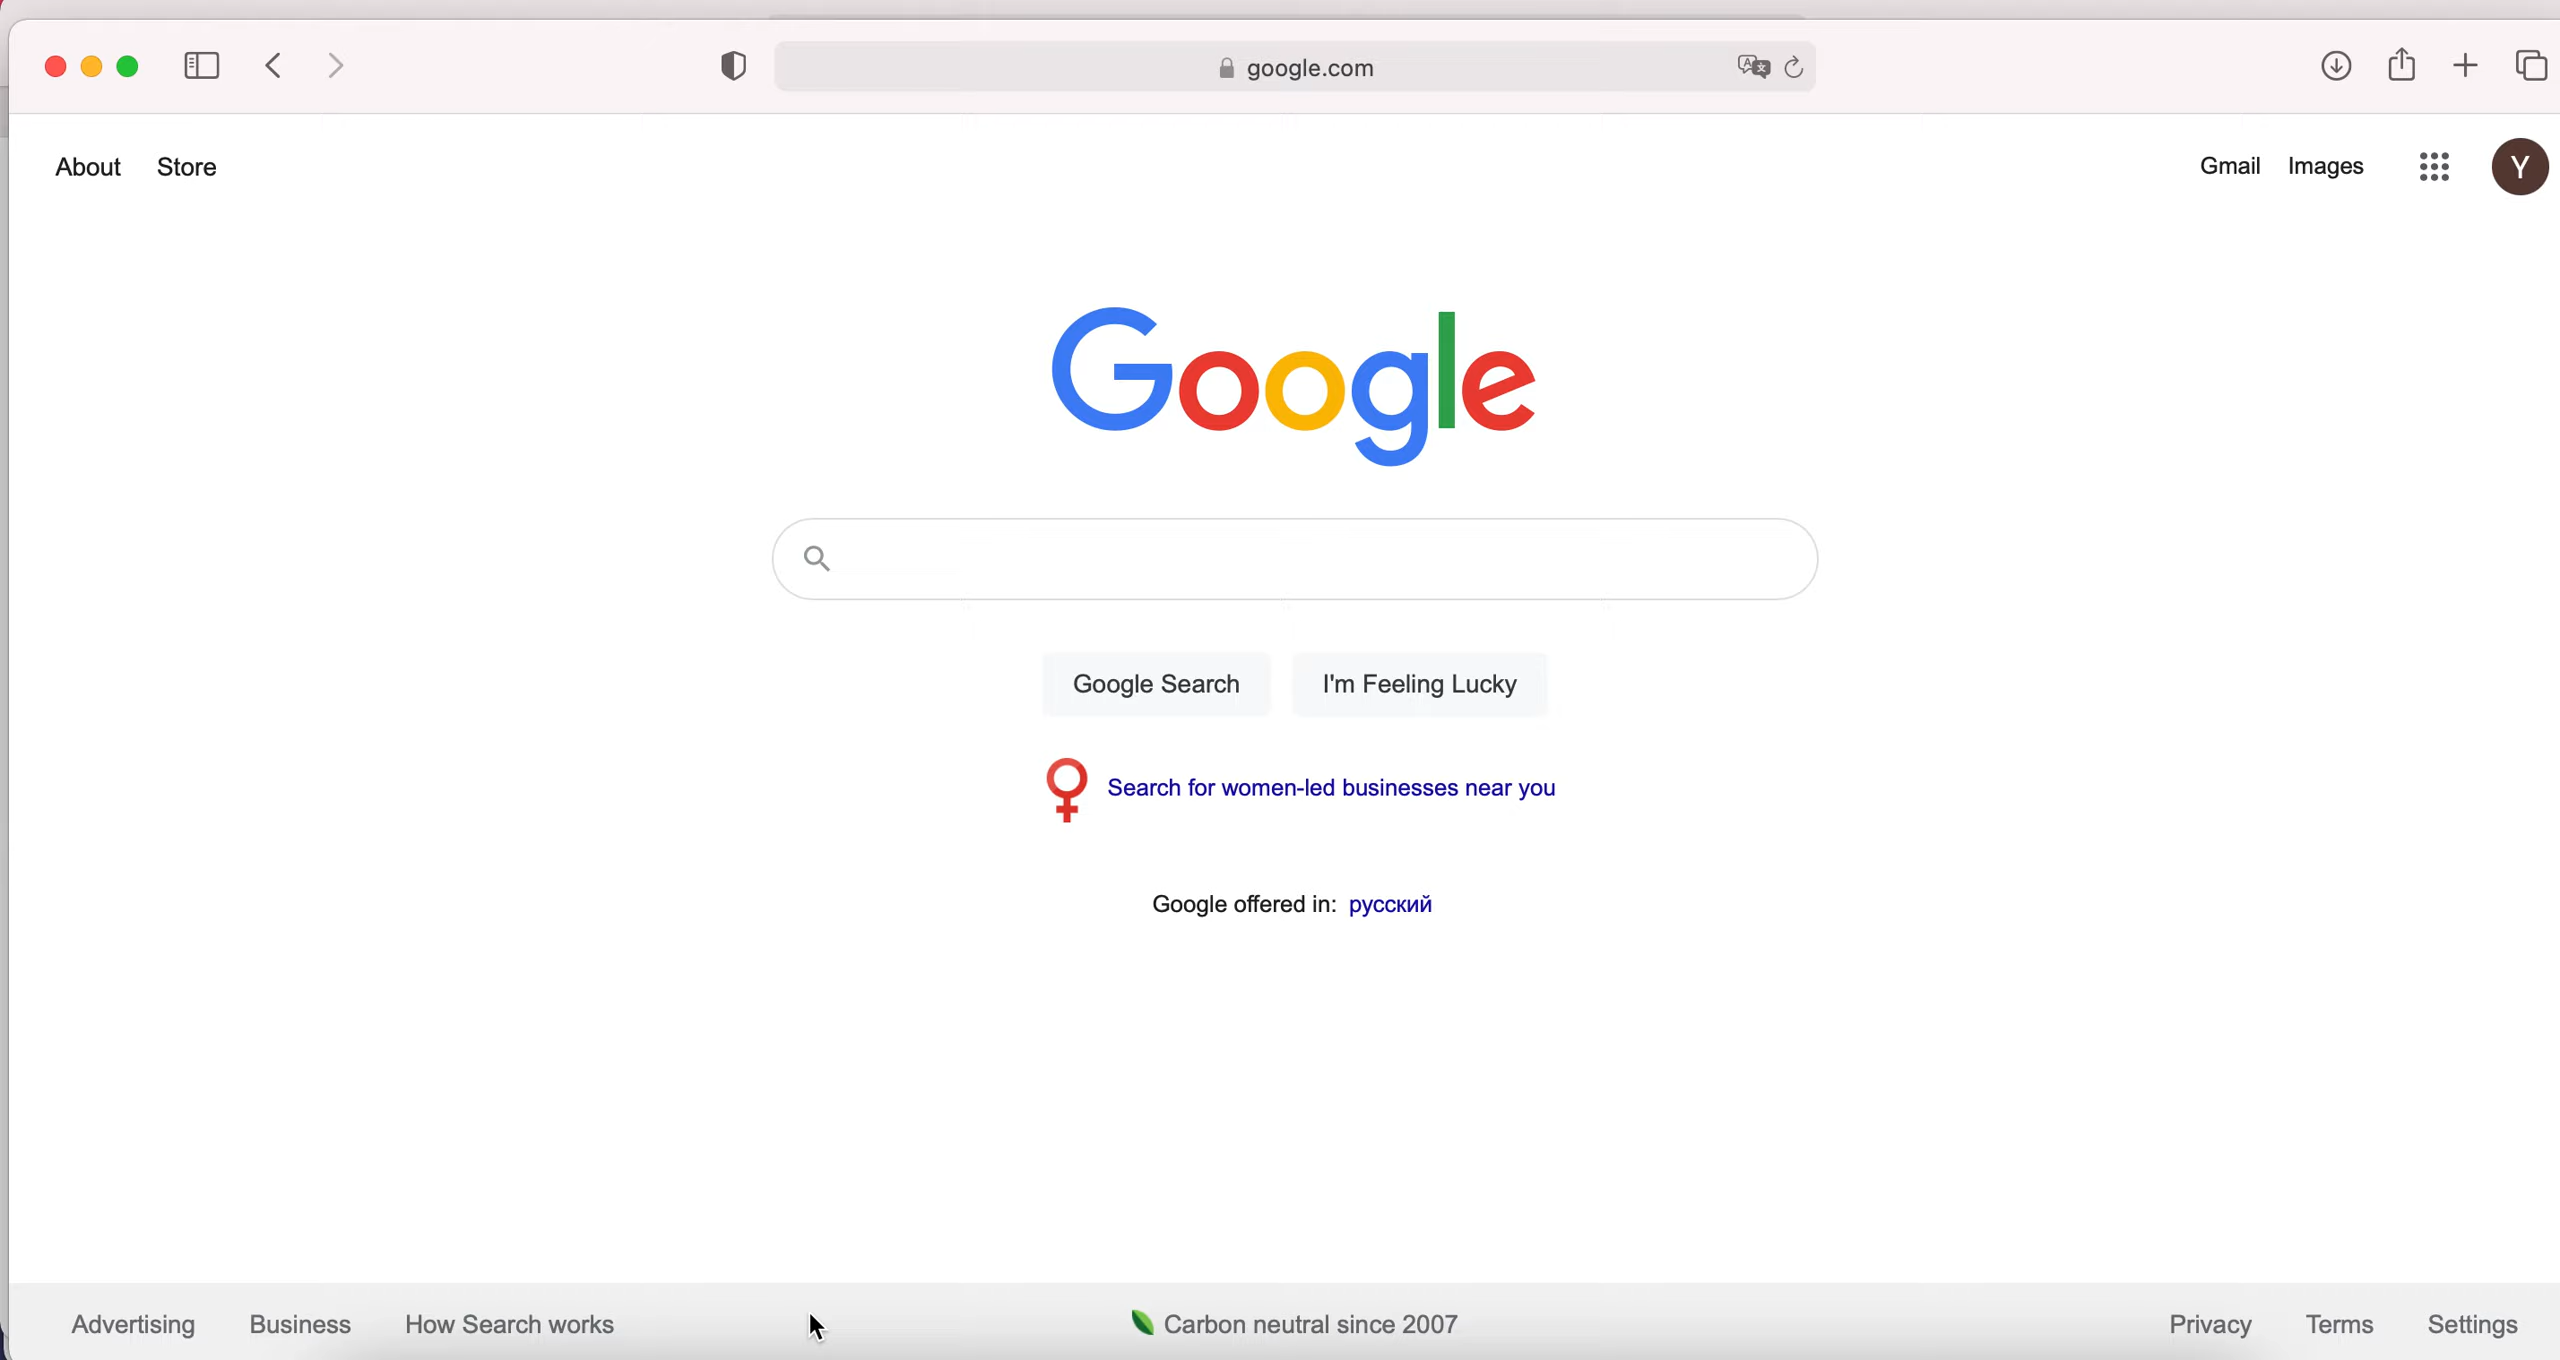 google.com
About Store
Gmail Images
Y
Google
Google Search
I'm Feeling Lucky
Search for women-led businesses near you
Google offered in: русский
Advertising Business How Search works
Carbon neutral since 2007
Privacy Terms Settings